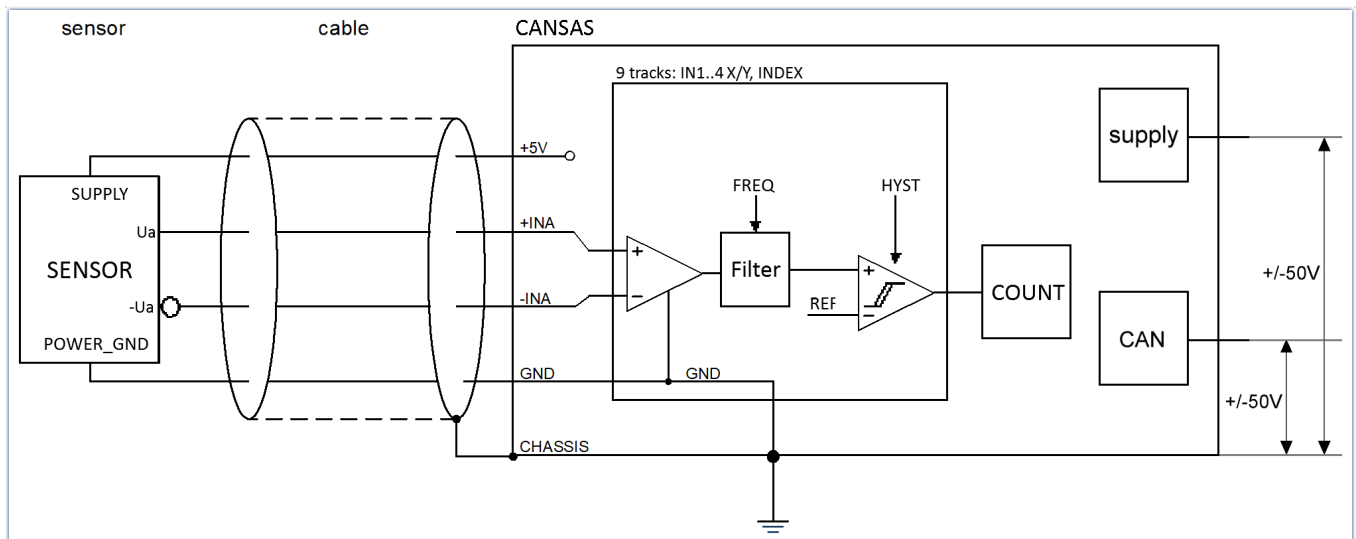 sensor
cable
CANSAS
9 tracks: IN1..4 X/Y, INDEX
supply
+5V
SUPPLY
FREQ
HYST
Ua
+INA
+
SENSOR
Filter
+
+/-50V
-Ua
-INA
−
REF
−
COUNT
POWER_GND
CAN
GND
GND
+/-50V
CHASSIS